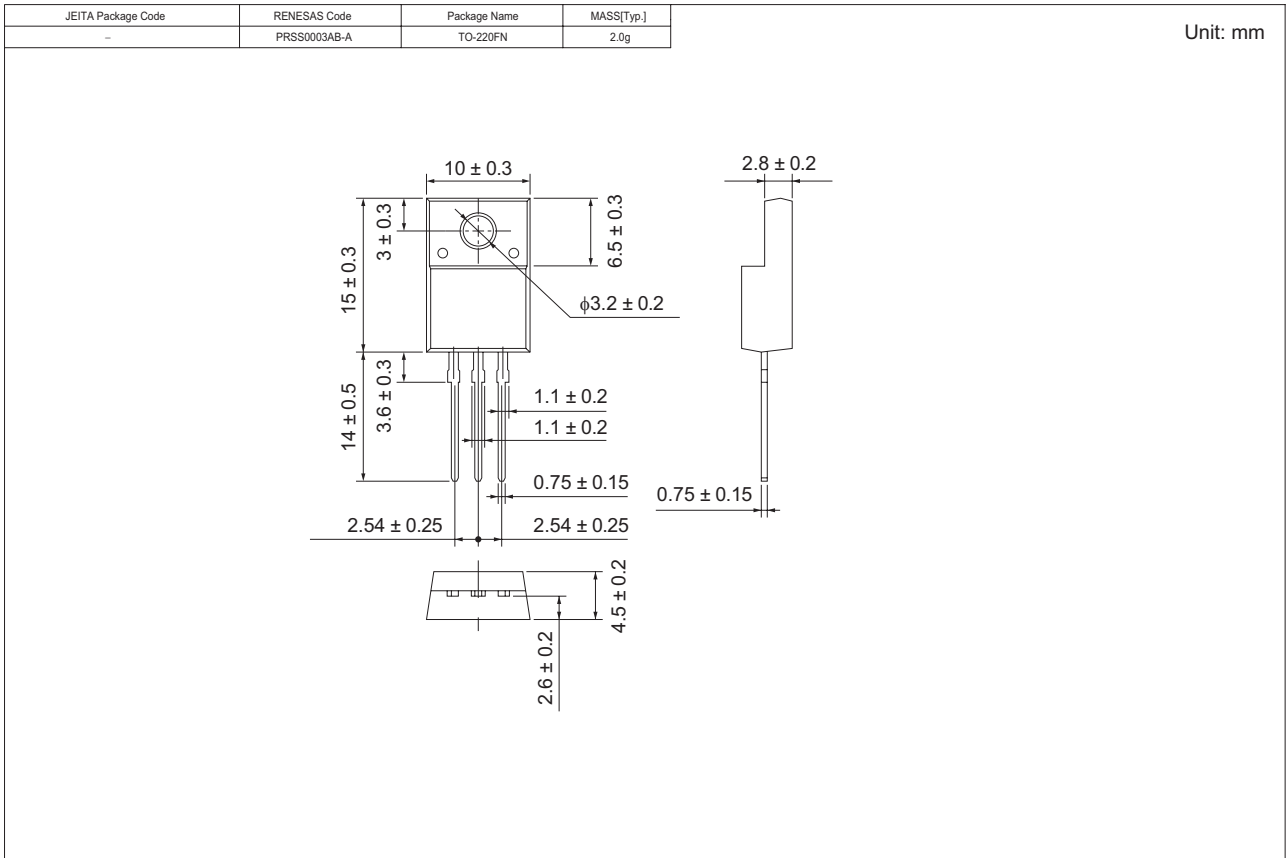 JEITA Package Code RENESAS Code Package Name MASS[Typ.]
– PRSS0003AB-A TO-220FN 2.0g
Unit: mm
10 ± 0.3
2.8 ± 0.2
3 ± 0.3
6.5 ± 0.3
15 ± 0.3
ϕ3.2 ± 0.2
3.6 ± 0.3
14 ± 0.5
1.1 ± 0.2
1.1 ± 0.2
0.75 ± 0.15
0.75 ± 0.15
2.54 ± 0.25
2.54 ± 0.25
4.5 ± 0.2
2.6 ± 0.2